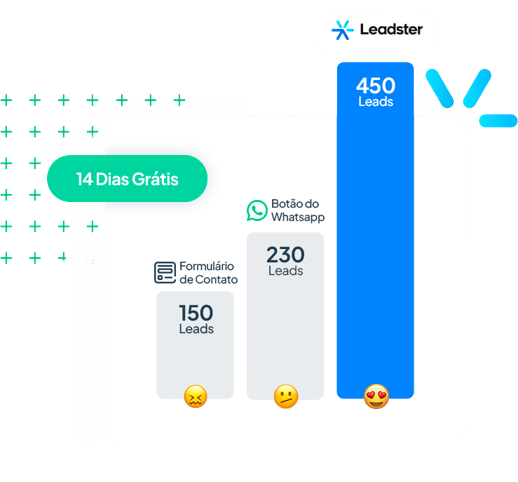 Leadster
450
Leads
14 Dias Grátis
Botão do
Whatsapp
230
Leads
Formulário
de Contato
150
Leads